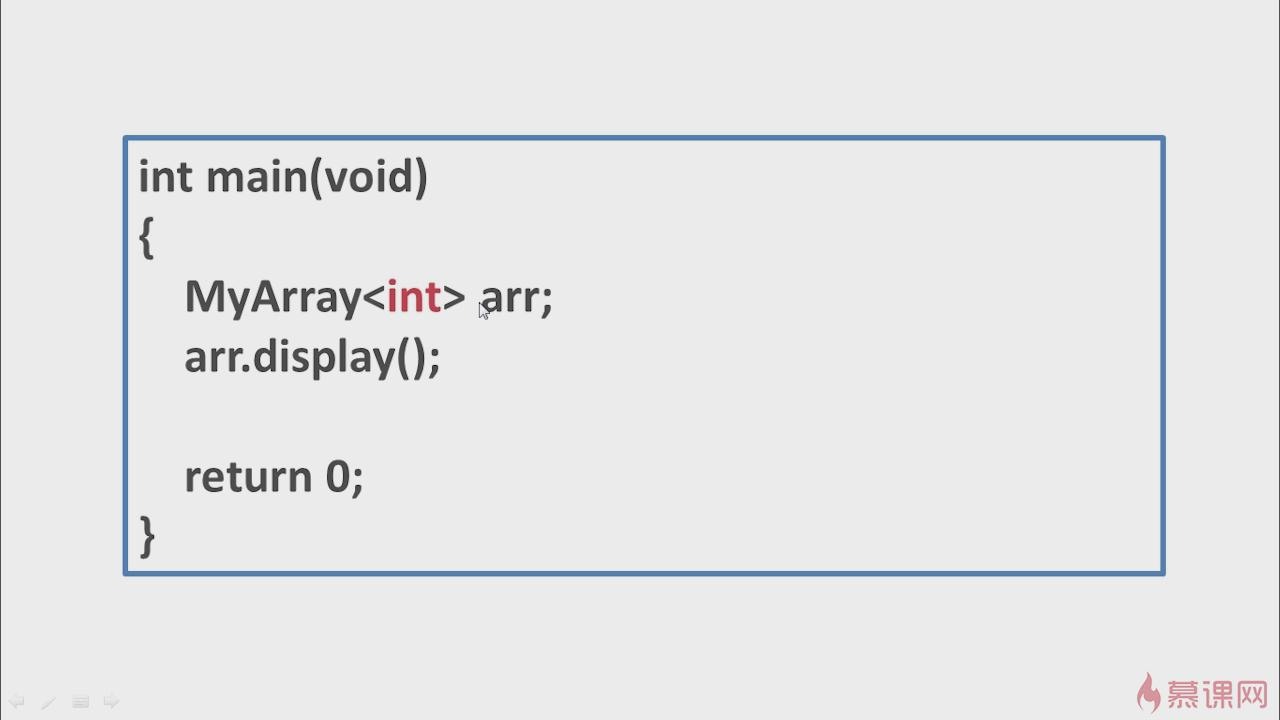 int main(void)
{
MyArray<int> arr;
arr.display();
return 0;
}
慕课网